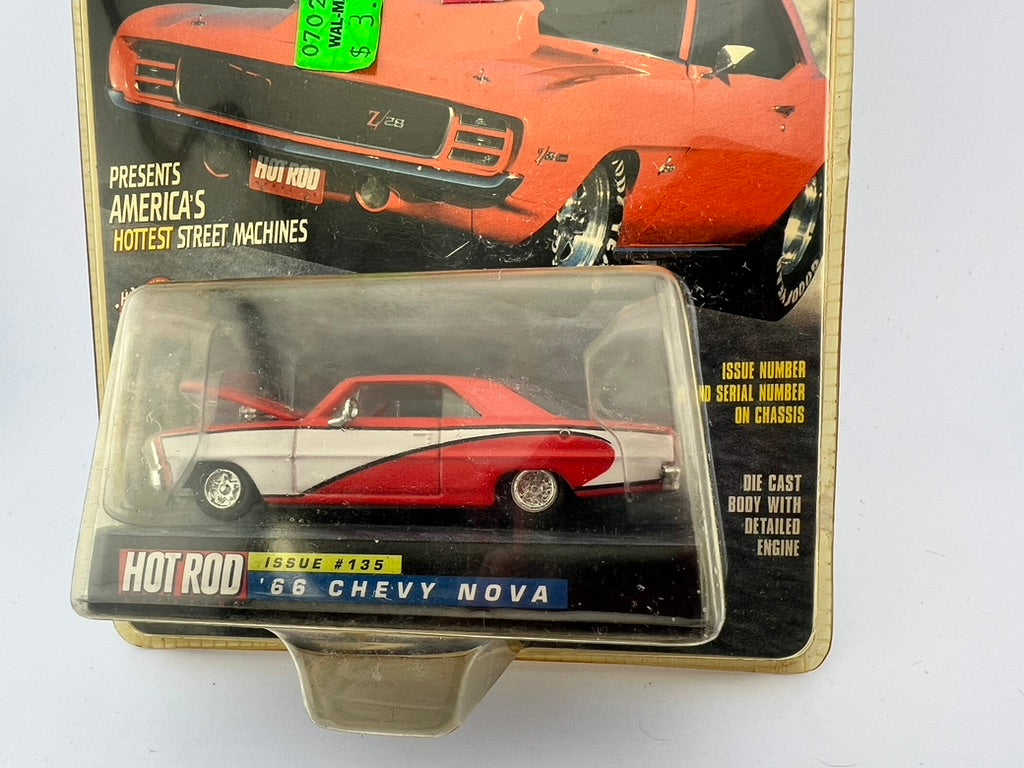 0702
WAL-M
$ 3.
Z/28
HOT ROD
PRESENTS
AMERICA'S
HOTTEST STREET MACHINES
ISSUE NUMBER
ND SERIAL NUMBER
ON CHASSIS
DIE CAST
BODY WITH
DETAILED
ENGINE
HOT ROD
ISSUE #135
'66 CHEVY NOVA